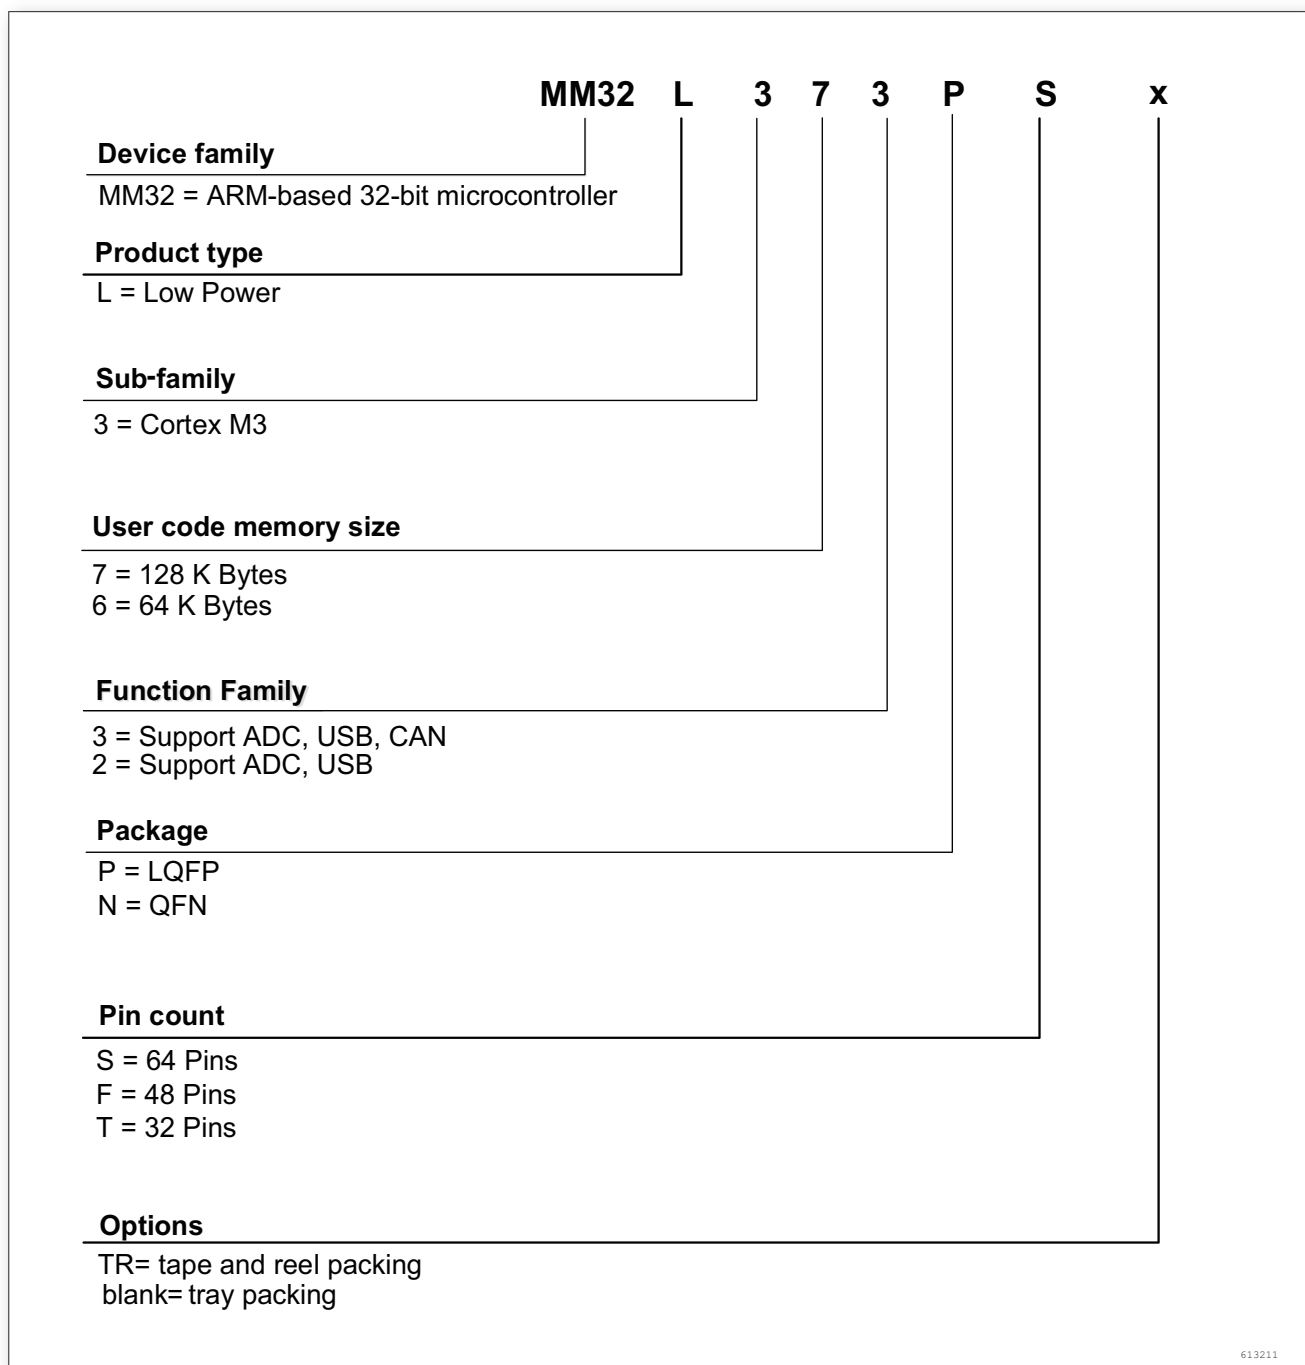 MM32 L 3 7 3 P S x
Device family
MM32 = ARM-based 32-bit microcontroller
Product type
L = Low Power
Sub-family
3 = Cortex M3
User code memory size
7 = 128 K Bytes
6 = 64 K Bytes
Function Family
3 = Support ADC, USB, CAN
2 = Support ADC, USB
Package
P = LQFP
N = QFN
Pin count
S = 64 Pins
F = 48 Pins
T = 32 Pins
Options
TR= tape and reel packing
blank= tray packing
613211